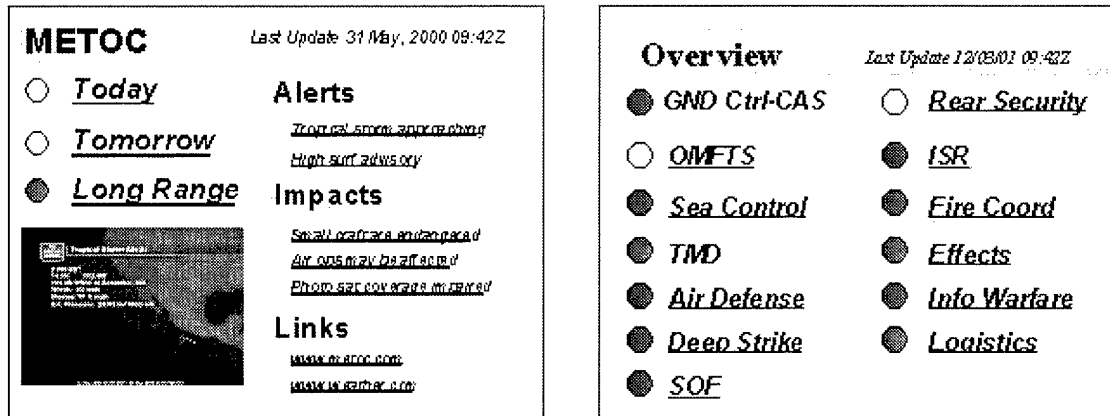 METOC
Last Update 31 May, 2000 09:42Z
Today
Tomorrow
Long Range
Alerts
Tropical storm approaching
High surf advisory
Impacts
Small craft are endangered
Air ops may be affected
Photo sat coverage impaired
Links
www.metoc.com
www.weather.com
Overview
Last Update 12/03/01 09:42Z
GND Ctrl-CAS
OMFTS
Sea Control
TMD
Air Defense
Deep Strike
SOF
Rear Security
ISR
Fire Coord
Effects
Info Warfare
Logistics